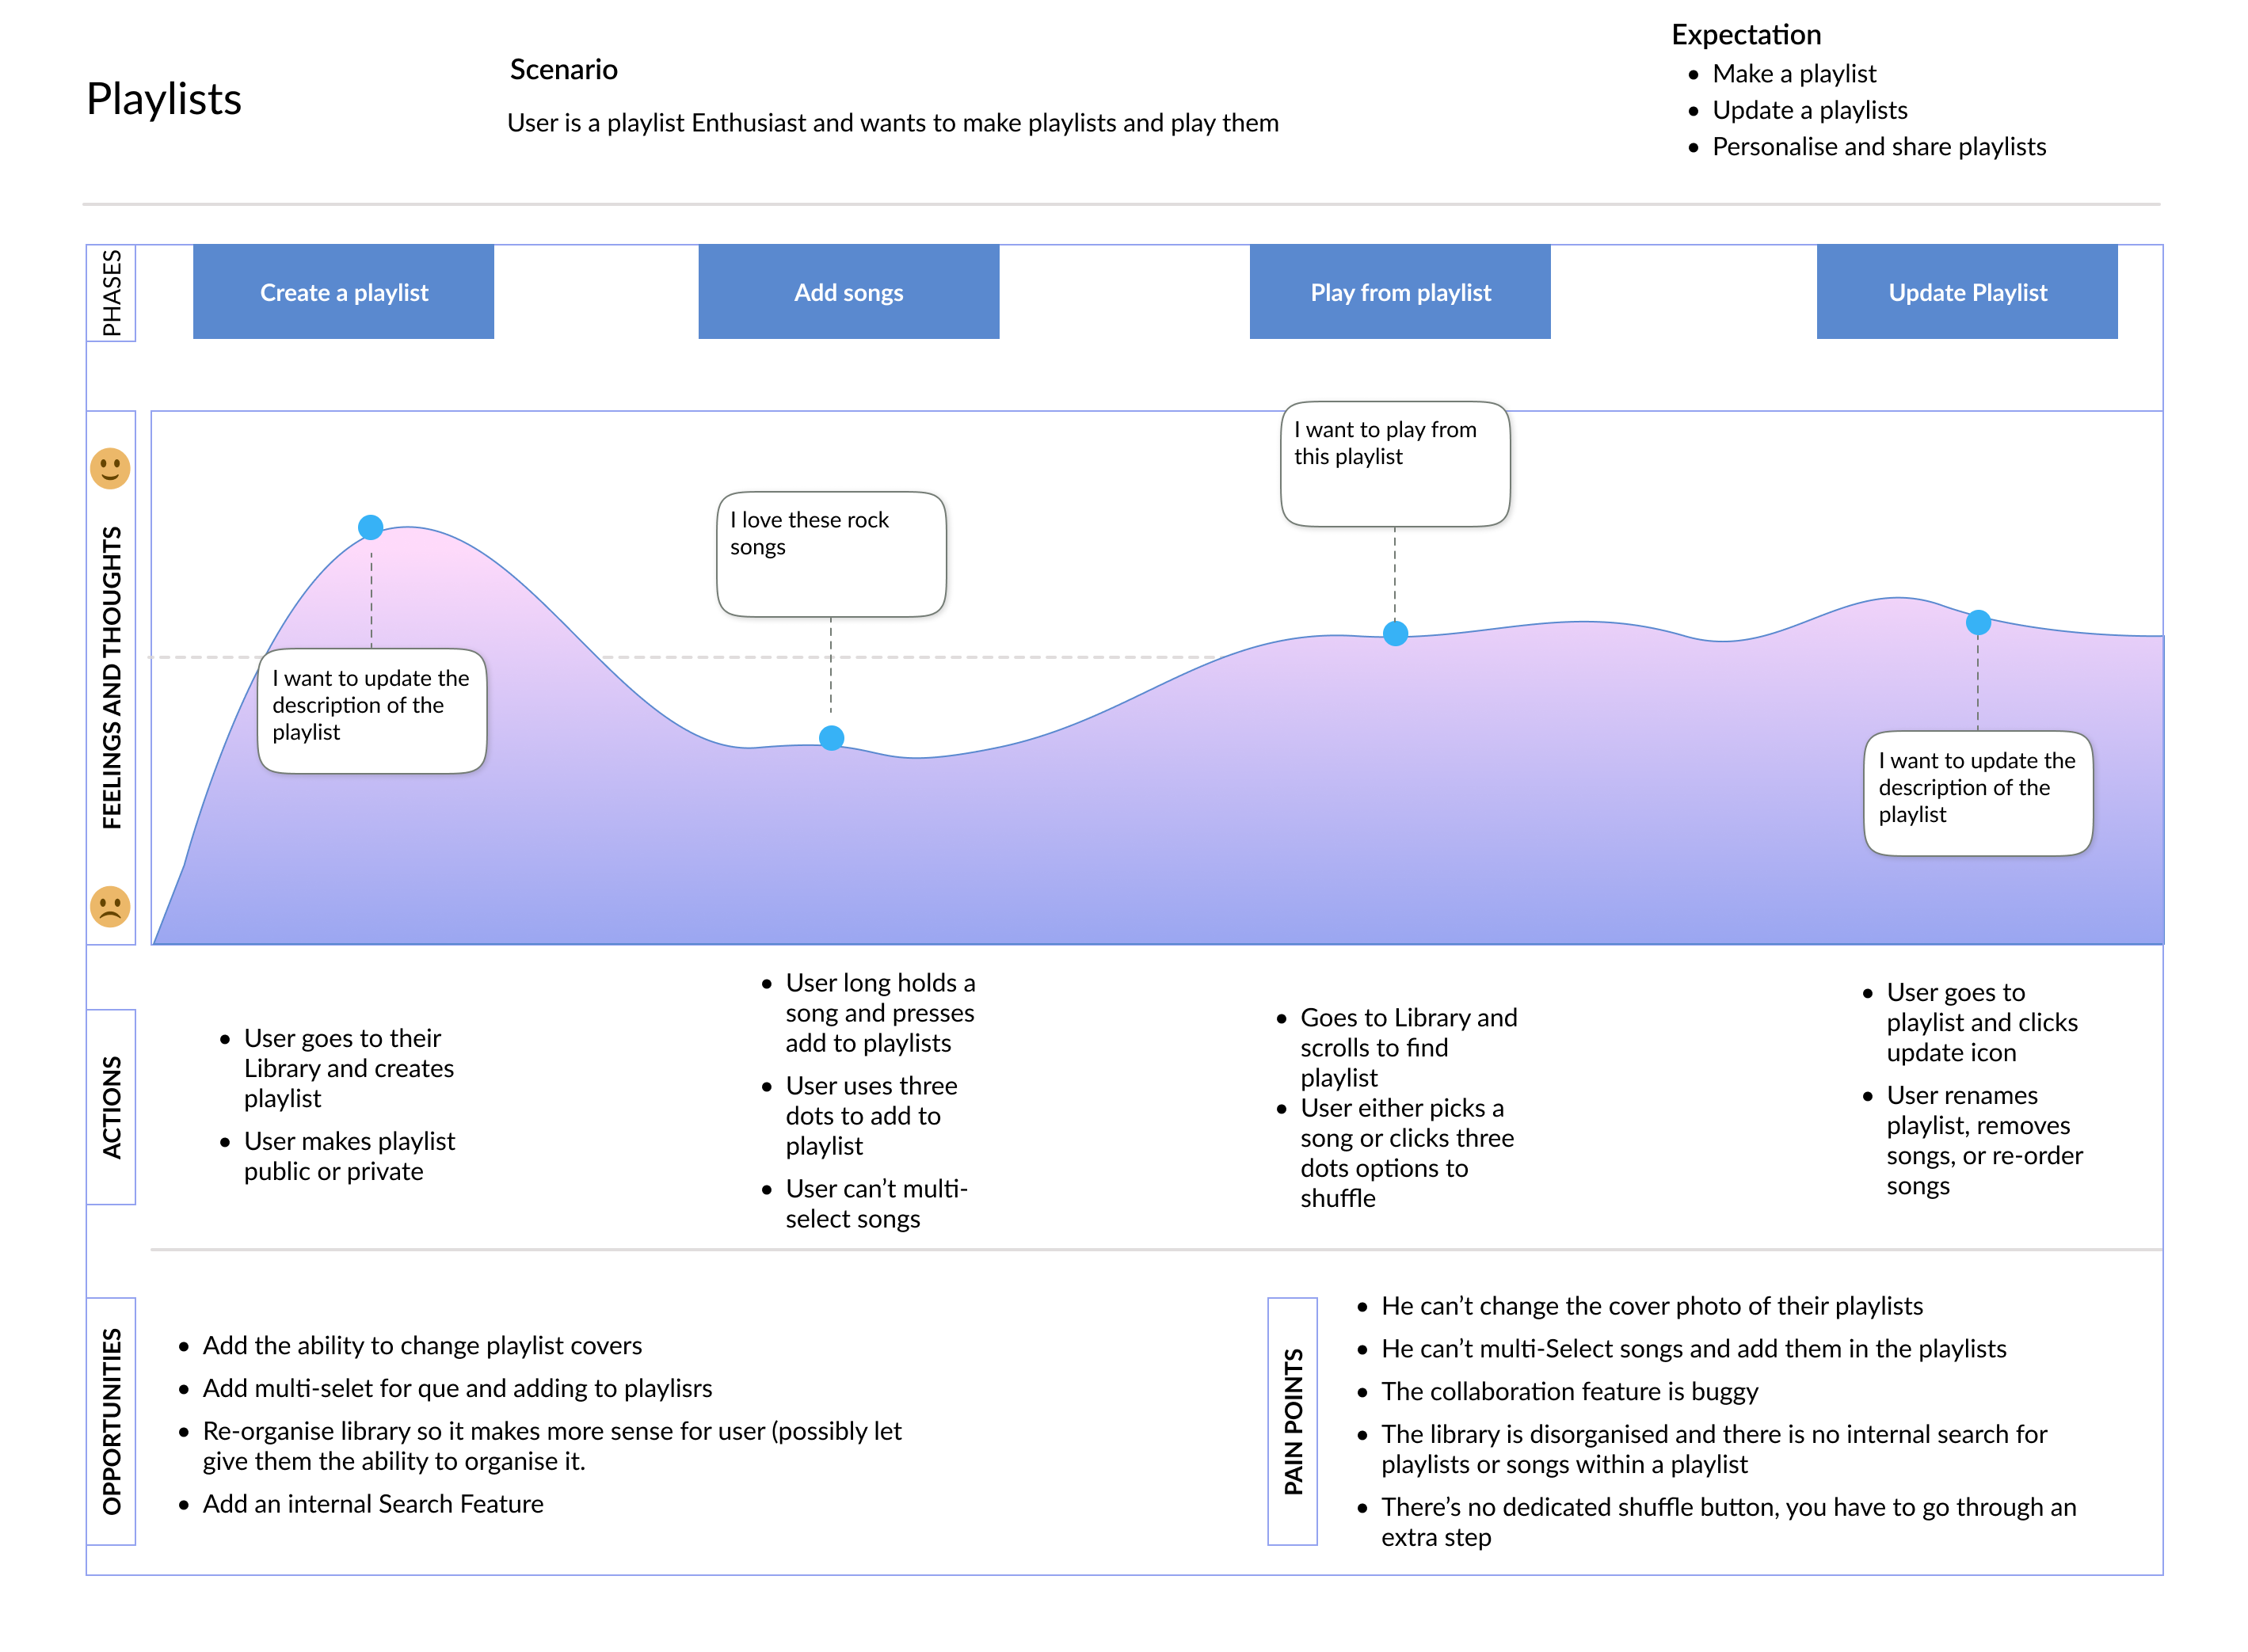 Playlists
Scenario
User is a playlist Enthusiast and wants to make playlists and play them
Expectation
• Make a playlist
• Update a playlists
• Personalise and share playlists
PHASES
Create a playlist
Add songs
Play from playlist
Update Playlist
FEELINGS AND THOUGHTS
I want to update the
description of the
playlist
I love these rock
songs
I want to play from
this playlist
I want to update the
description of the
playlist
ACTIONS
• User goes to their
Library and creates
playlist
• User makes playlist
public or private
• User long holds a
song and presses
add to playlists
• User uses three
dots to add to
playlist
• User can’t multi-
select songs
• Goes to Library and
scrolls to find
playlist
• User either picks a
song or clicks three
dots options to
shuffle
• User goes to
playlist and clicks
update icon
• User renames
playlist, removes
songs, or re-order
songs
OPPORTUNITIES
• Add the ability to change playlist covers
• Add multi-selet for que and adding to playlisrs
• Re-organise library so it makes more sense for user (possibly let
give them the ability to organise it.
• Add an internal Search Feature
PAIN POINTS
• He can’t change the cover photo of their playlists
• He can’t multi-Select songs and add them in the playlists
• The collaboration feature is buggy
• The library is disorganised and there is no internal search for
playlists or songs within a playlist
• There’s no dedicated shuffle button, you have to go through an
extra step